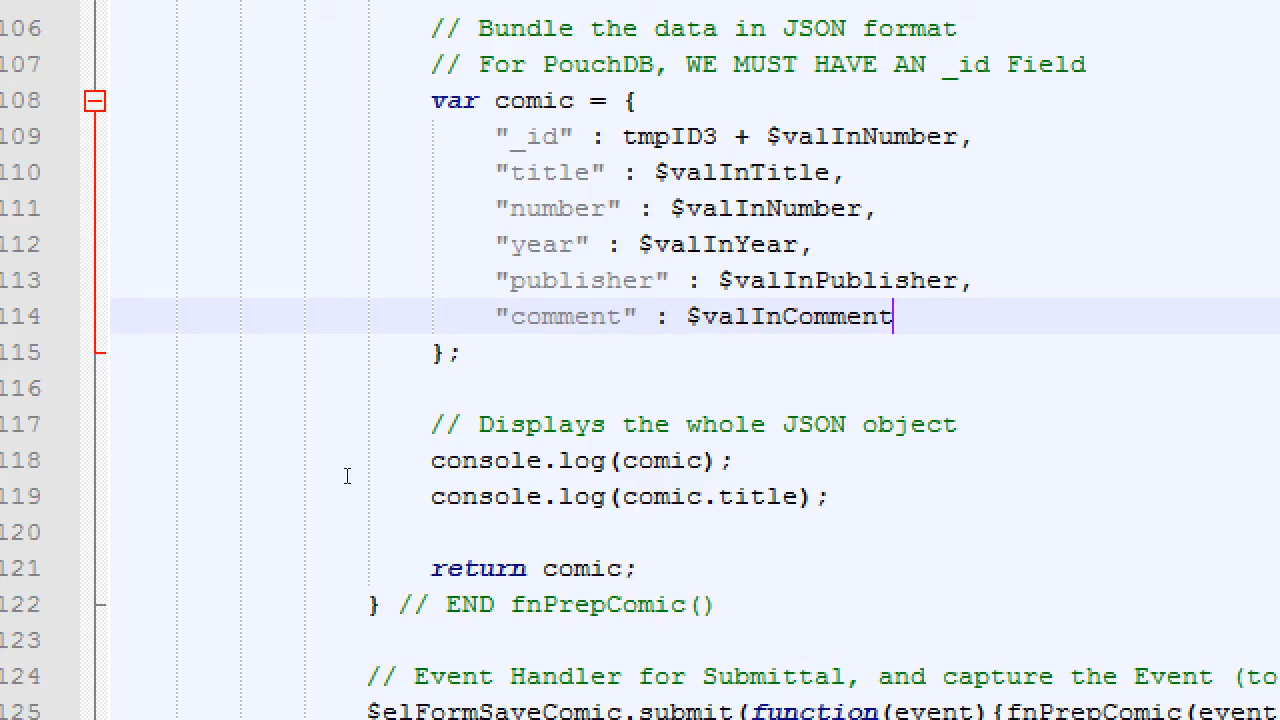 106 // Bundle the data in JSON format
107 // For PouchDB, WE MUST HAVE AN _id Field
108 var comic = {
109 "_id" : tmpID3 + $valInNumber,
110 "title" : $valInTitle,
111 "number" : $valInNumber,
112 "year" : $valInYear,
113 "publisher" : $valInPublisher,
114 "comment" : $valInComment
115 };
116
117 // Displays the whole JSON object
118 console.log(comic);
119 console.log(comic.title);
120
121 return comic;
122 } // END fnPrepComic()
123
124 // Event Handler for Submittal, and capture the Event (to
125 $elFormSaveComic.submit(function(event){fnPrepComic(event